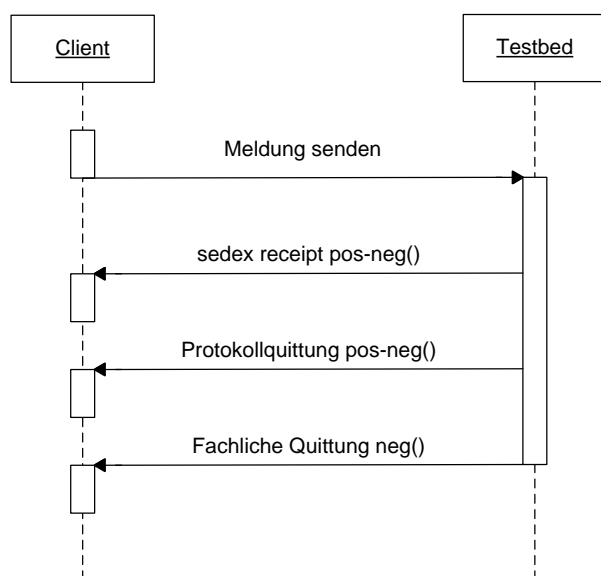 Client
Testbed
Meldung senden
sedex receipt pos-neg()
Protokollquittung pos-neg()
Fachliche Quittung neg()